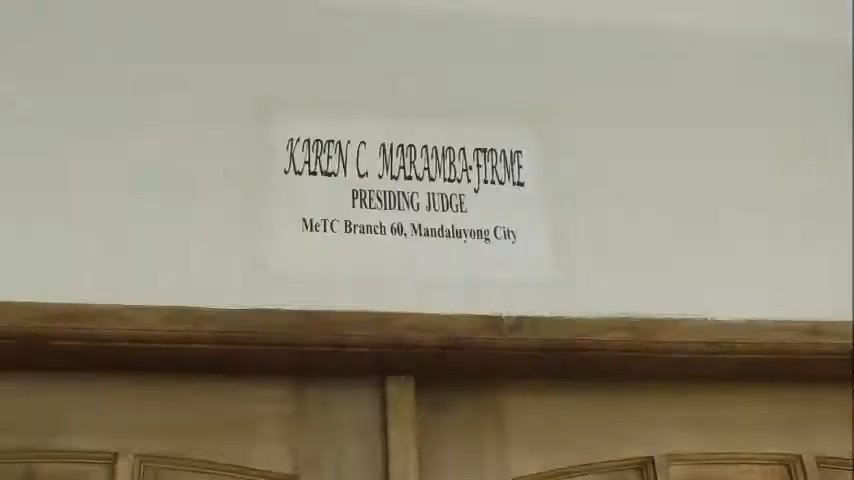 KAREN C. MARAMBA-FIRME
PRESIDING JUDGE
MeTC Branch 60, Mandaluyong City